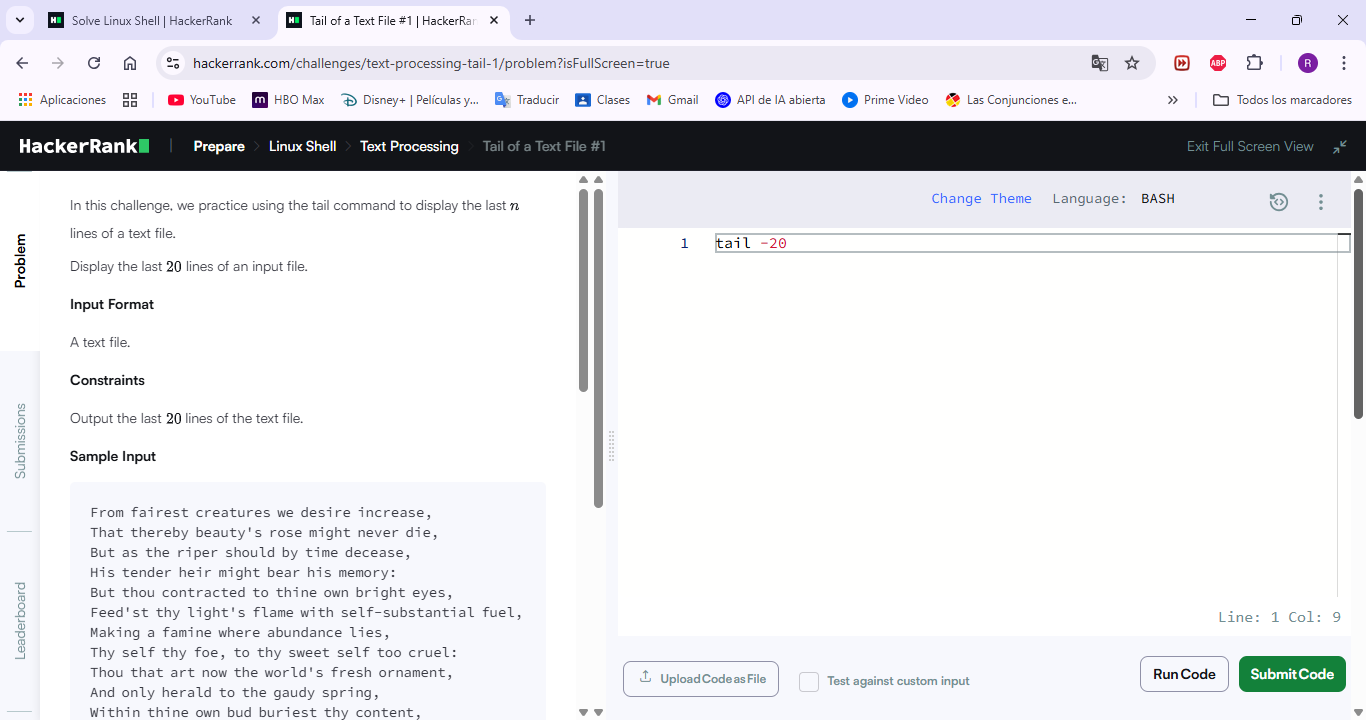 Solve Linux Shell | HackerRank
Tail of a Text File #1 | HackerRar
hackerrank.com/challenges/text-processing-tail-1/problem?isFullScreen=true
ABP
R
Aplicaciones
YouTube
m
HBO Max
Disney+ | Películas y...
Traducir
Clases
Gmail
API de IA abierta
Prime Video
Las Conjunciones e...
Todos los marcadores
HackerRank
Prepare
Linux Shell
Text Processing
Tail of a Text File #1
Exit Full Screen View
Problem
Submissions
Leaderboard
In this challenge, we practice using the tail command to display the last n
lines of a text file.
Display the last 20 lines of an input file.
Input Format
A text file.
Constraints
Output the last 20 lines of the text file.
Sample Input
From fairest creatures we desire increase,
That thereby beauty's rose might never die,
But as the riper should by time decease,
His tender heir might bear his memory:
But thou contracted to thine own bright eyes,
Feed'st thy light's flame with self-substantial fuel,
Making a famine where abundance lies,
Thy self thy foe, to thy sweet self too cruel:
Thou that art now the world's fresh ornament,
And only herald to the gaudy spring,
Within thine own bud buriest thy content,
Change Theme Language: BASH
1 tail -20
Line: 1 Col: 9
Upload Code as File
Test against custom input
Run Code
Submit Code